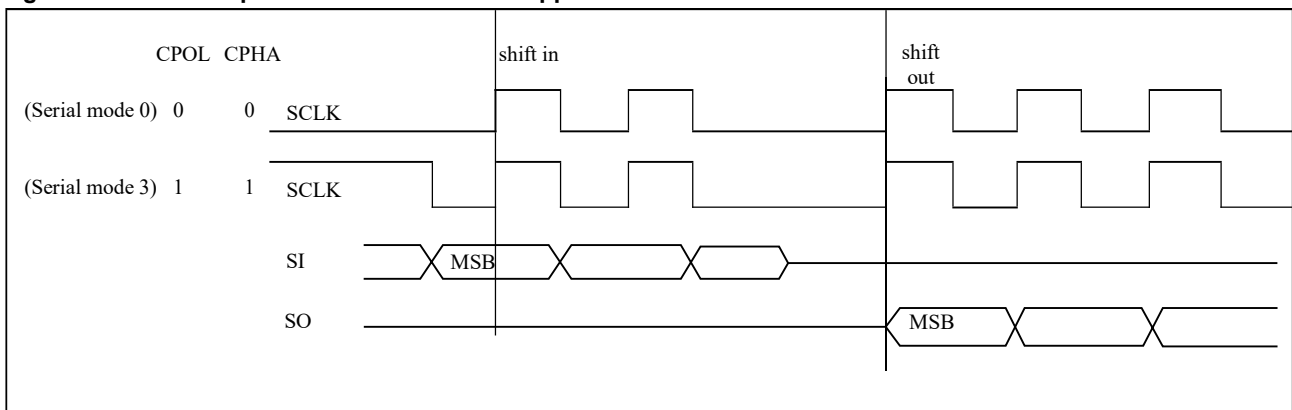 CPOL CPHA
shift in
shift
out
(Serial mode 0) 0 0 SCLK
(Serial mode 3) 1 1 SCLK
SI MSB
SO MSB